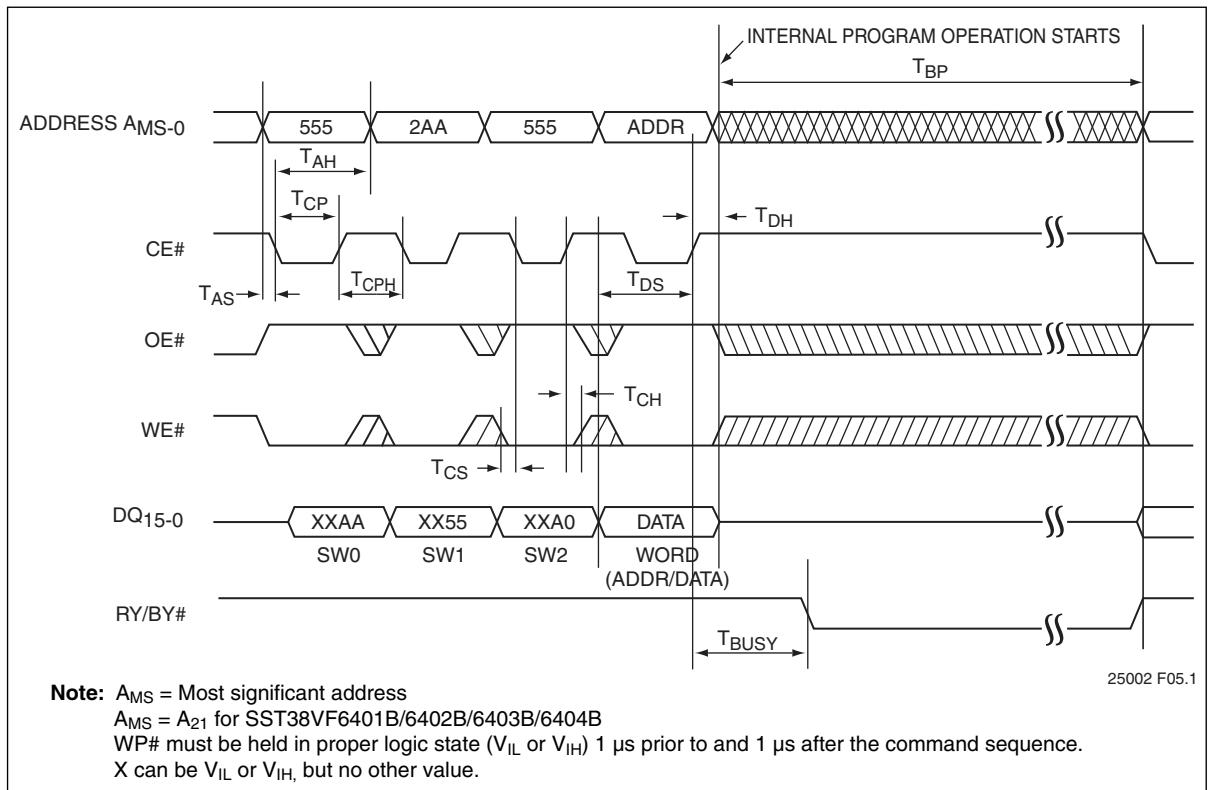 INTERNAL PROGRAM OPERATION STARTS
TBP
ADDRESS AMS-0
555 2AA 555 ADDR
TAH
TCP
TDH
CE#
TCPH
TDS
TAS
OE#
TCH
WE#
TCS
DQ15-0
XXAA XX55 XXA0 DATA
SW0 SW1 SW2 WORD
(ADDR/DATA)
RY/BY#
TBUSY
25002 F05.1
Note: AMS = Most significant address
AMS = A21 for SST38VF6401B/6402B/6403B/6404B
WP# must be held in proper logic state (VIL or VIH) 1 µs prior to and 1 µs after the command sequence.
X can be VIL or VIH, but no other value.